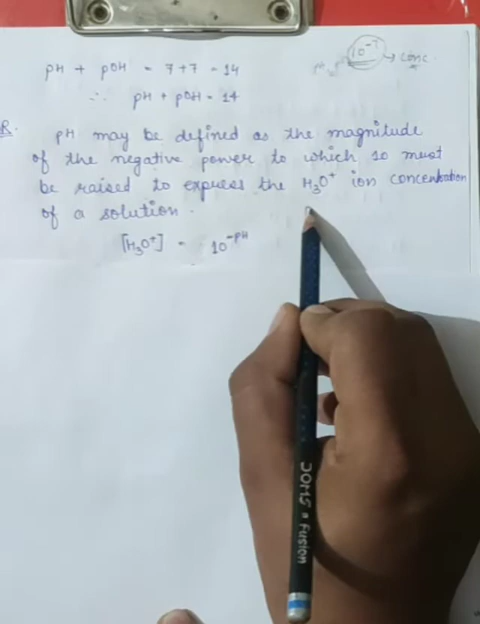 10⁻⁷ → conc.
pH + pOH = 7+7 = 14
∴ pH + pOH = 14
R. pH may be defined as the magnitude
of the negative power to which 10 must
be raised to express the H₃O⁺ ion concentration
of a solution.
[H₃O⁺] = 10⁻ᵖᴴ
DOMS fusion